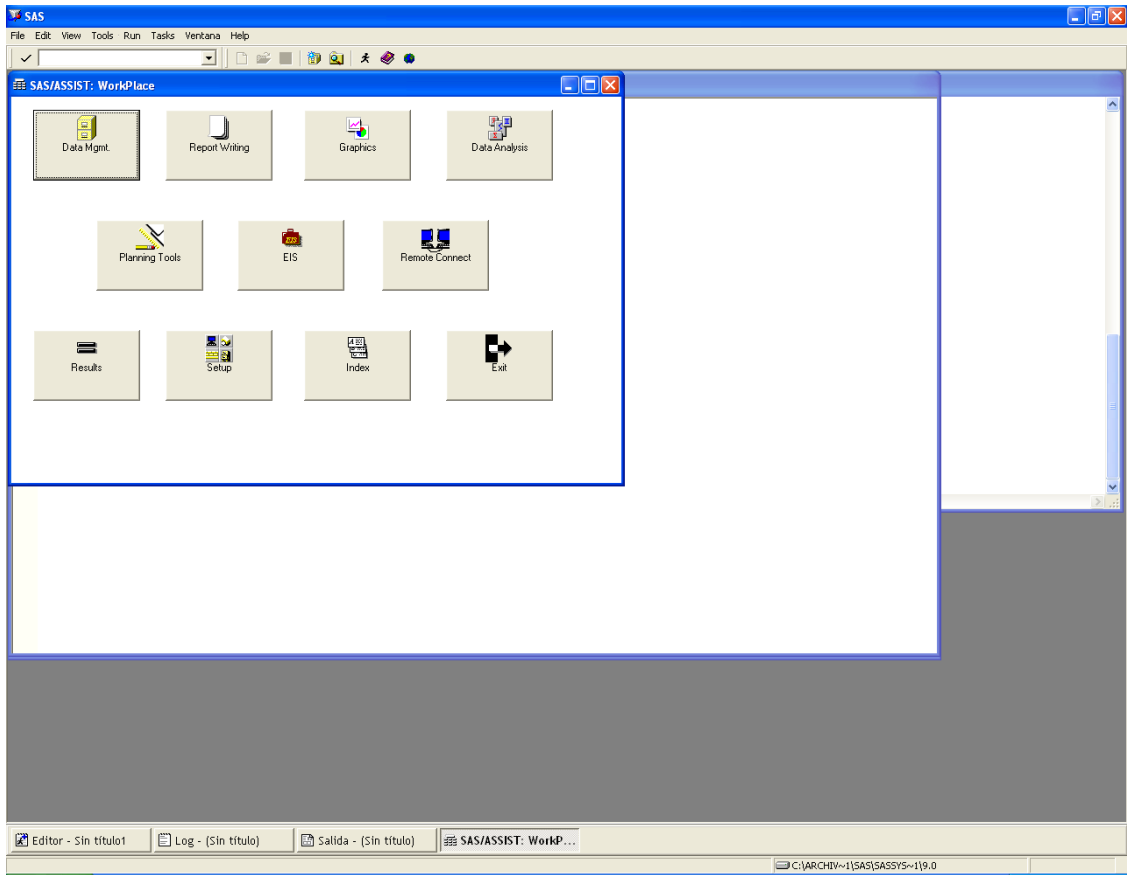 SAS
File Edit View Tools Run Tasks Ventana Help
SAS/ASSIST: WorkPlace
Data Mgmt. Report Writing Graphics Data Analysis
Planning Tools EIS Remote Connect
Results Setup Index Exit
Editor - Sin título1 Log - (Sin título) Salida - (Sin título) SAS/ASSIST: WorkP...
C:\ARCHIV~1\SAS\SASSYS~1\9.0